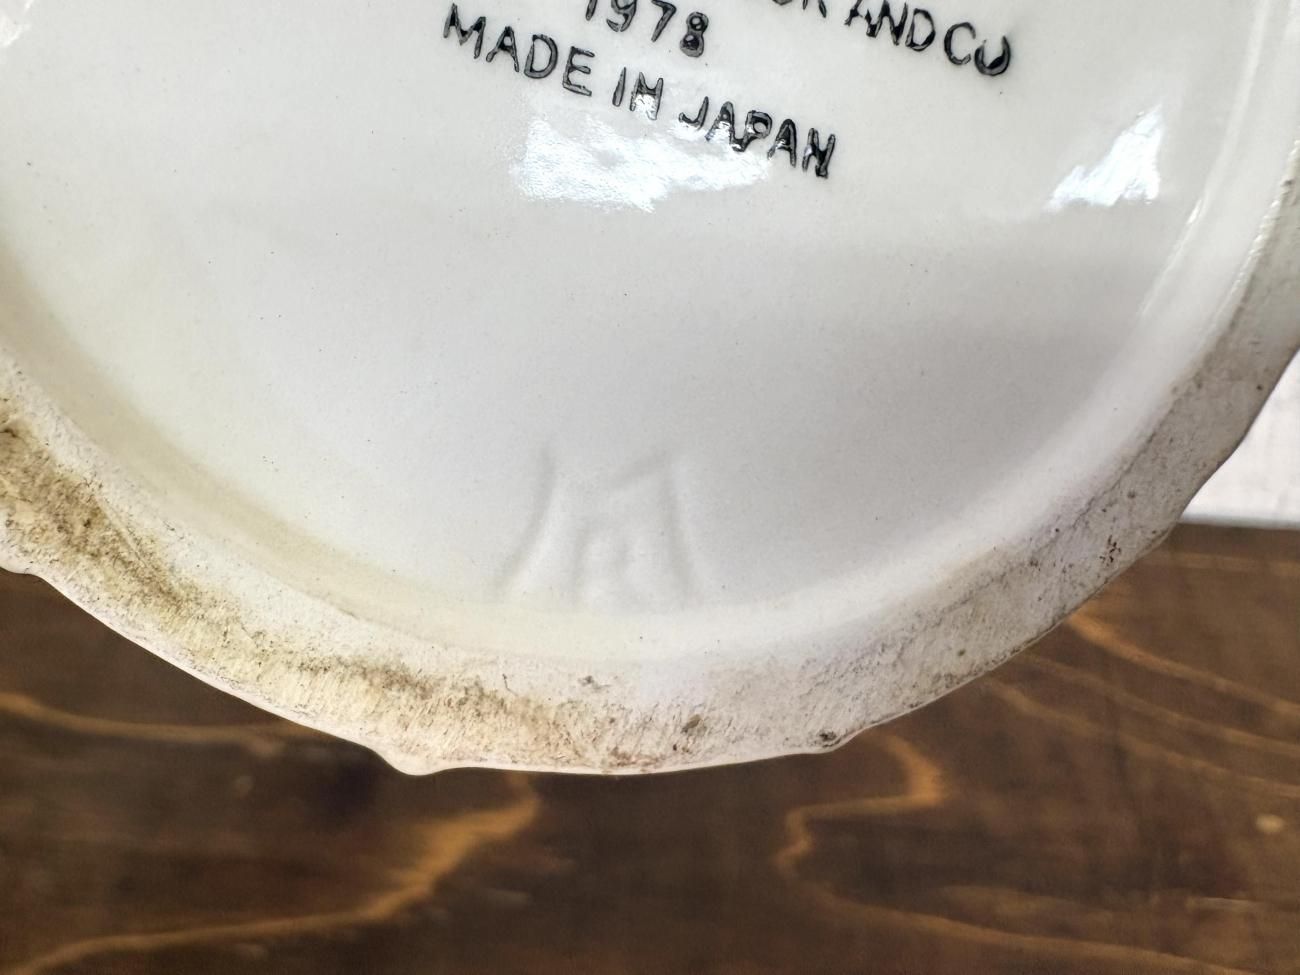 AND CO
1978
MADE IN JAPAN